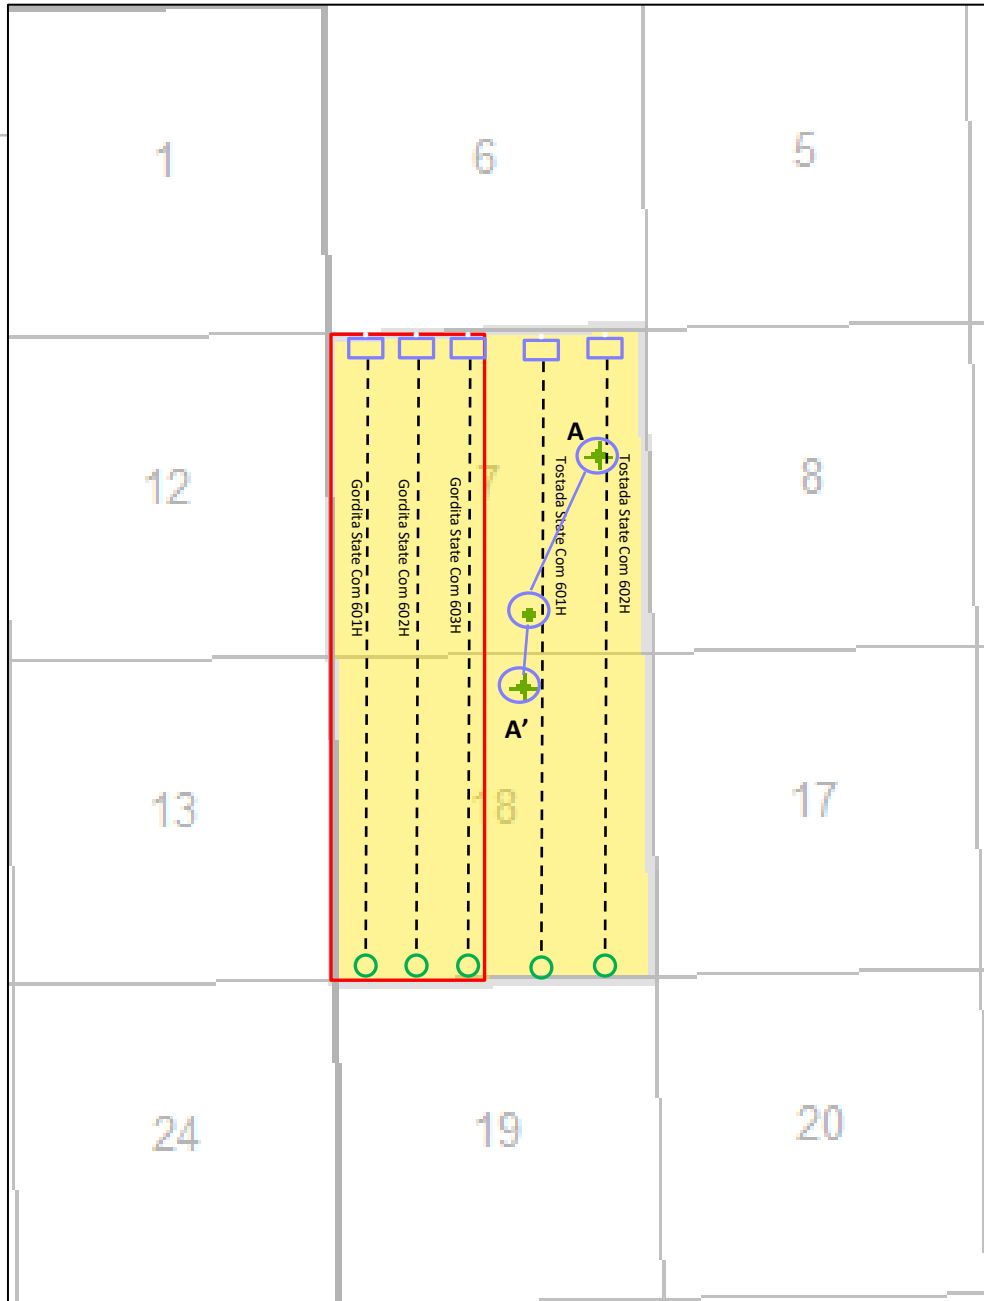 1
6
5
12
7
8
A
Gordita State Com 601H
Gordita State Com 602H
Gordita State Com 603H
Tostada State Com 601H
Tostada State Com 602H
A’
13
18
17
24
19
20